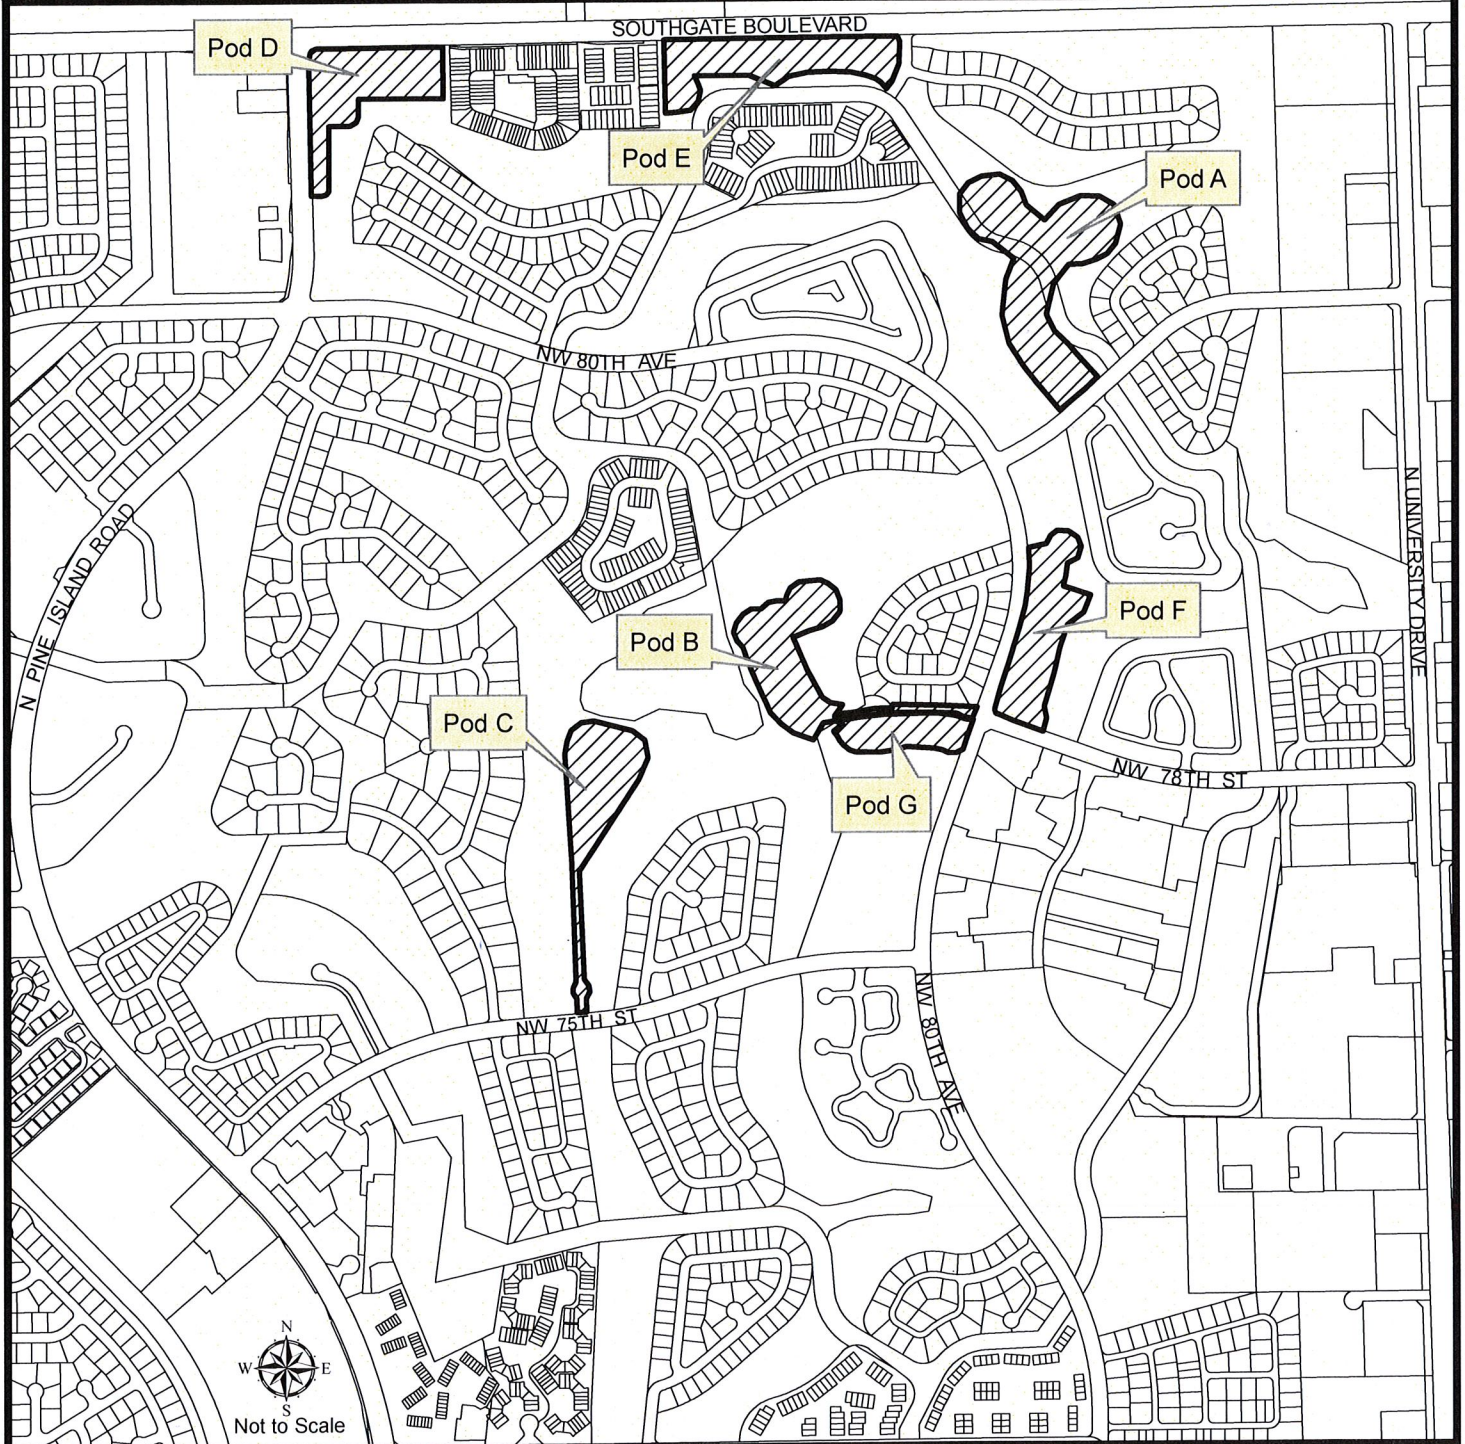 SOUTHGATE BOULEVARD
Pod D
Pod E
Pod A
NW 80TH AVE
N PINE ISLAND ROAD
N UNIVERSITY DRIVE
Pod F
Pod B
Pod C
NW 78TH ST
Pod G
NW 75TH ST
NW 80TH AVE
N
W E
S
Not to Scale